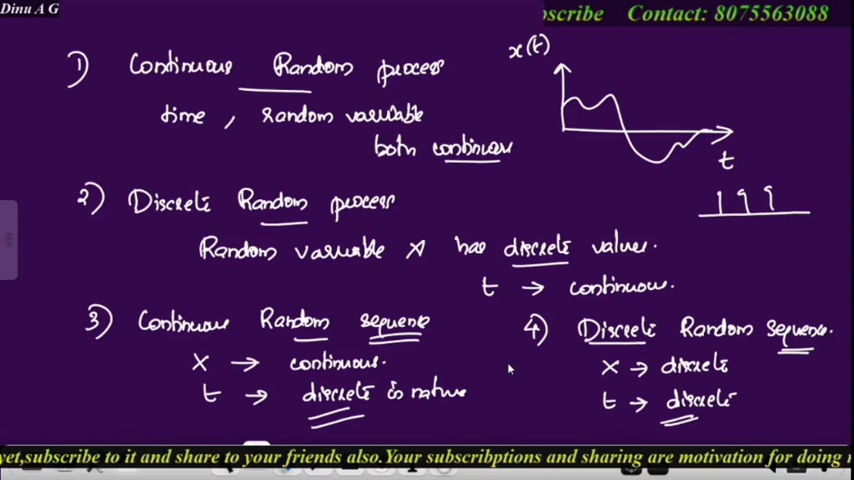 Dinu A G
scribe Contact: 8075563088
1) Continuous Random process
time, random variable
both continuous
x(t)
t
2) Discrete Random process
Random variable X has discrete values.
t → continuous.
3) Continuous Random sequence
X → continuous.
t → discrete in nature
4) Discrete Random sequence.
X → discrete
t → discrete
yet,subscribe to it and share to your friends also.Your subscribptions and sharing are motivation for doing